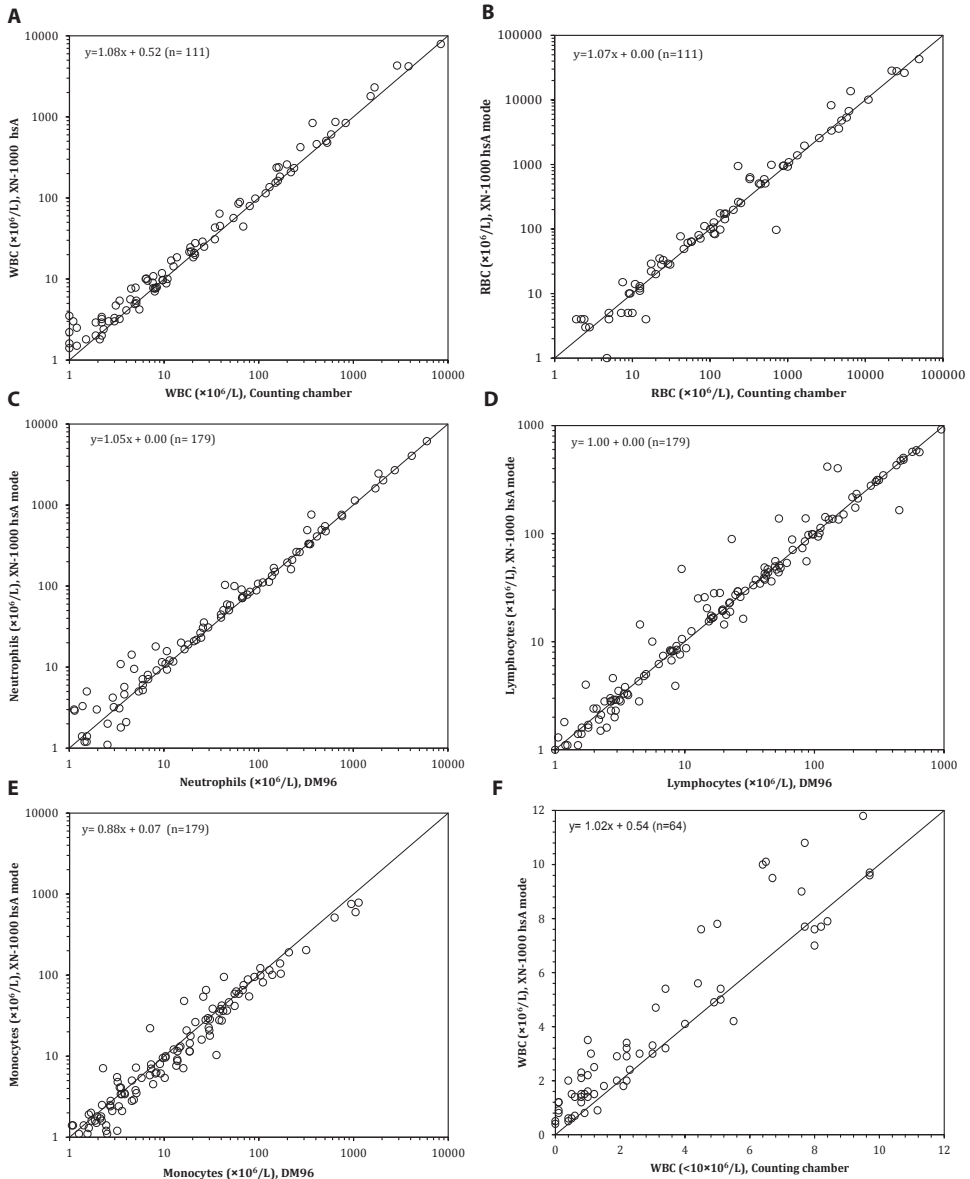 A
y=1.08x + 0.52 (n= 111)
WBC (×10⁶/L), XN-1000 hsA
10000
1000
100
10
1
1 10 100 1000 10000
WBC (×10⁶/L), Counting chamber
B
y=1.07x + 0.00 (n=111)
RBC (×10⁶/L), XN-1000 hsA mode
100000
10000
1000
100
10
1
1 10 100 1000 10000 100000
RBC (×10⁶/L), Counting chamber
C
y=1.05x + 0.00 (n= 179)
Neutrophils (×10⁶/L), XN-1000 hsA mode
10000
1000
100
10
1
1 10 100 1000 10000
Neutrophils (×10⁶/L), DM96
D
y= 1.00 + 0.00 (n=179)
Lymphocytes (×10⁶/L), XN-1000 hsA mode
1000
100
10
1
1 10 100 1000
Lymphocytes (×10⁶/L), DM96
E
y= 0.88x + 0.07 (n=179)
Monocytes (×10⁶/L), XN-1000 hsA mode
10000
1000
100
10
1
1 10 100 1000 10000
Monocytes (×10⁶/L), DM96
F
y= 1.02x + 0.54 (n=64)
WBC (×10⁶/L), XN-1000 hsA mode
12
10
8
6
4
2
0
0 2 4 6 8 10 12
WBC (<10×10⁶/L), Counting chamber